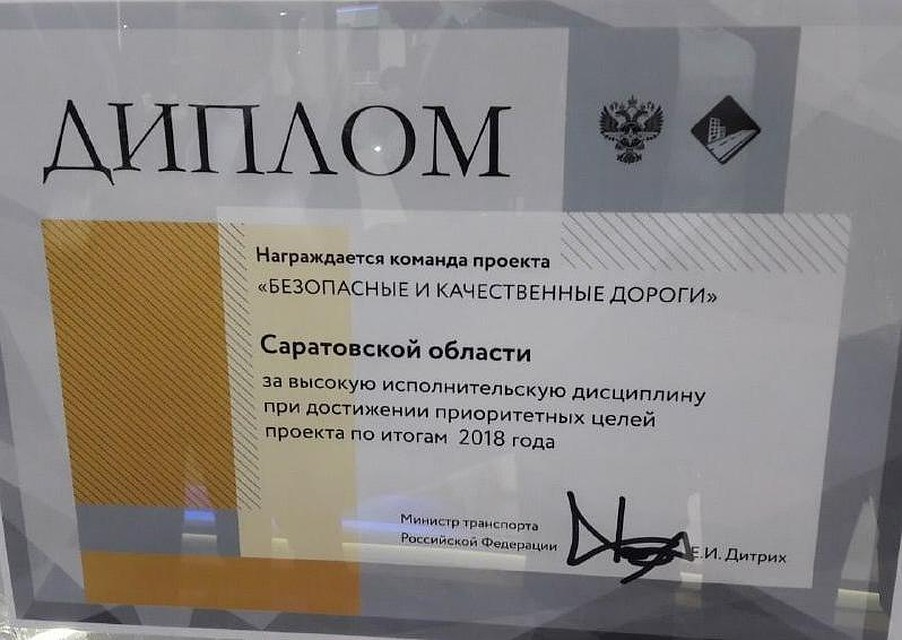 ДИПЛОМ
Награждается команда проекта
«БЕЗОПАСНЫЕ И КАЧЕСТВЕННЫЕ ДОРОГИ»
Саратовской области
за высокую исполнительскую дисциплину
при достижении приоритетных целей
проекта по итогам 2018 года
Министр транспорта
Российской Федерации
Е.И. Дитрих